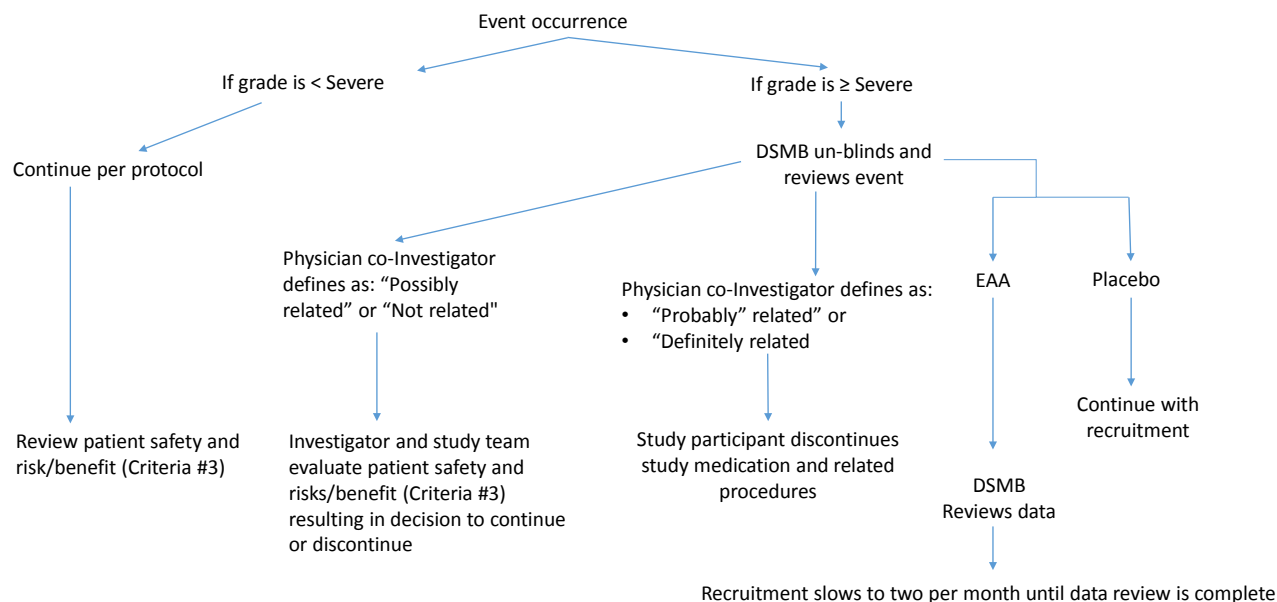 Event occurrence
If grade is < Severe
If grade is ≥ Severe
Continue per protocol
DSMB un-blinds and
reviews event
Physician co-Investigator
defines as: “Possibly
related” or “Not related"
Physician co-Investigator defines as:
• “Probably” related” or
• “Definitely related
EAA
Placebo
Review patient safety and
risk/benefit (Criteria #3)
Investigator and study team
evaluate patient safety and
risks/benefit (Criteria #3)
resulting in decision to continue
or discontinue
Study participant discontinues
study medication and related
procedures
Continue with
recruitment
DSMB
Reviews data
Recruitment slows to two per month until data review is complete